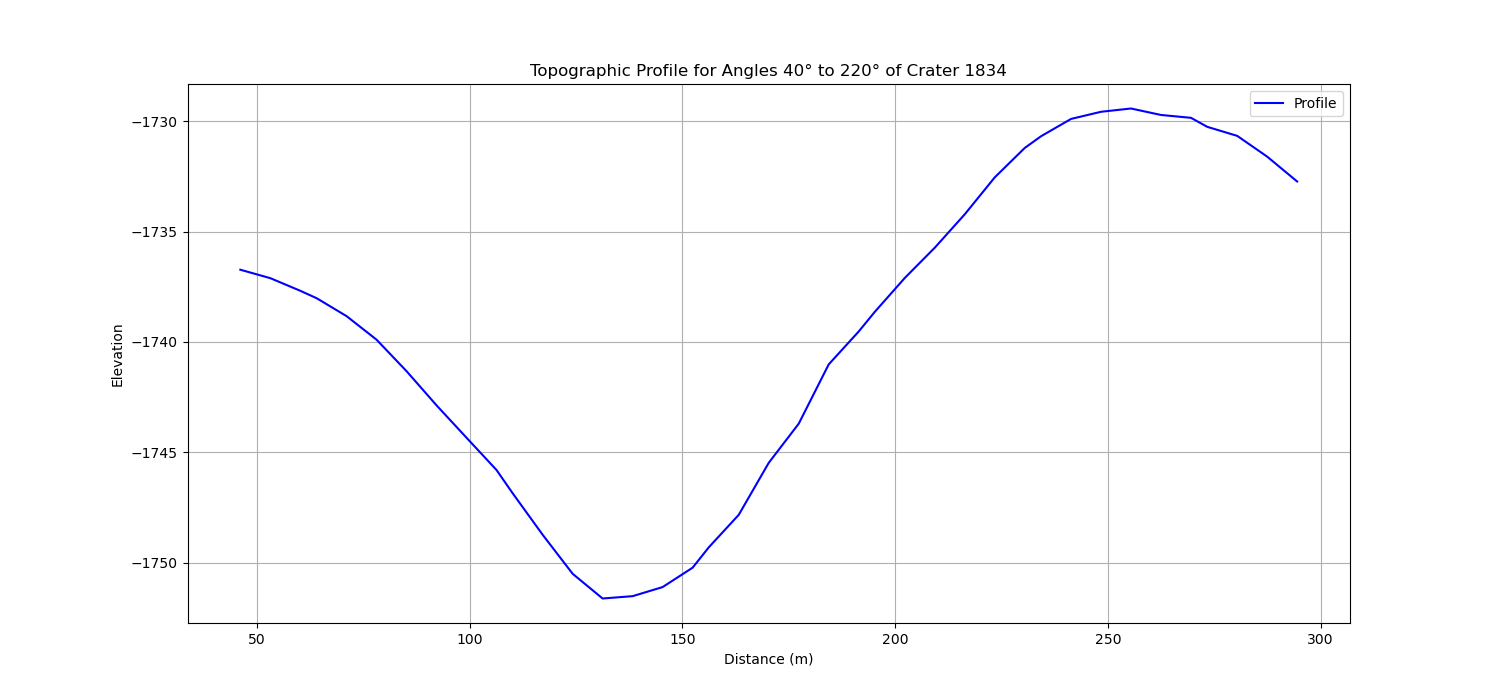 Topographic Profile for Angles 40° to 220° of Crater 1834
Profile
−1730
−1735
−1740
−1745
−1750
Elevation
50 100 150 200 250 300
Distance (m)